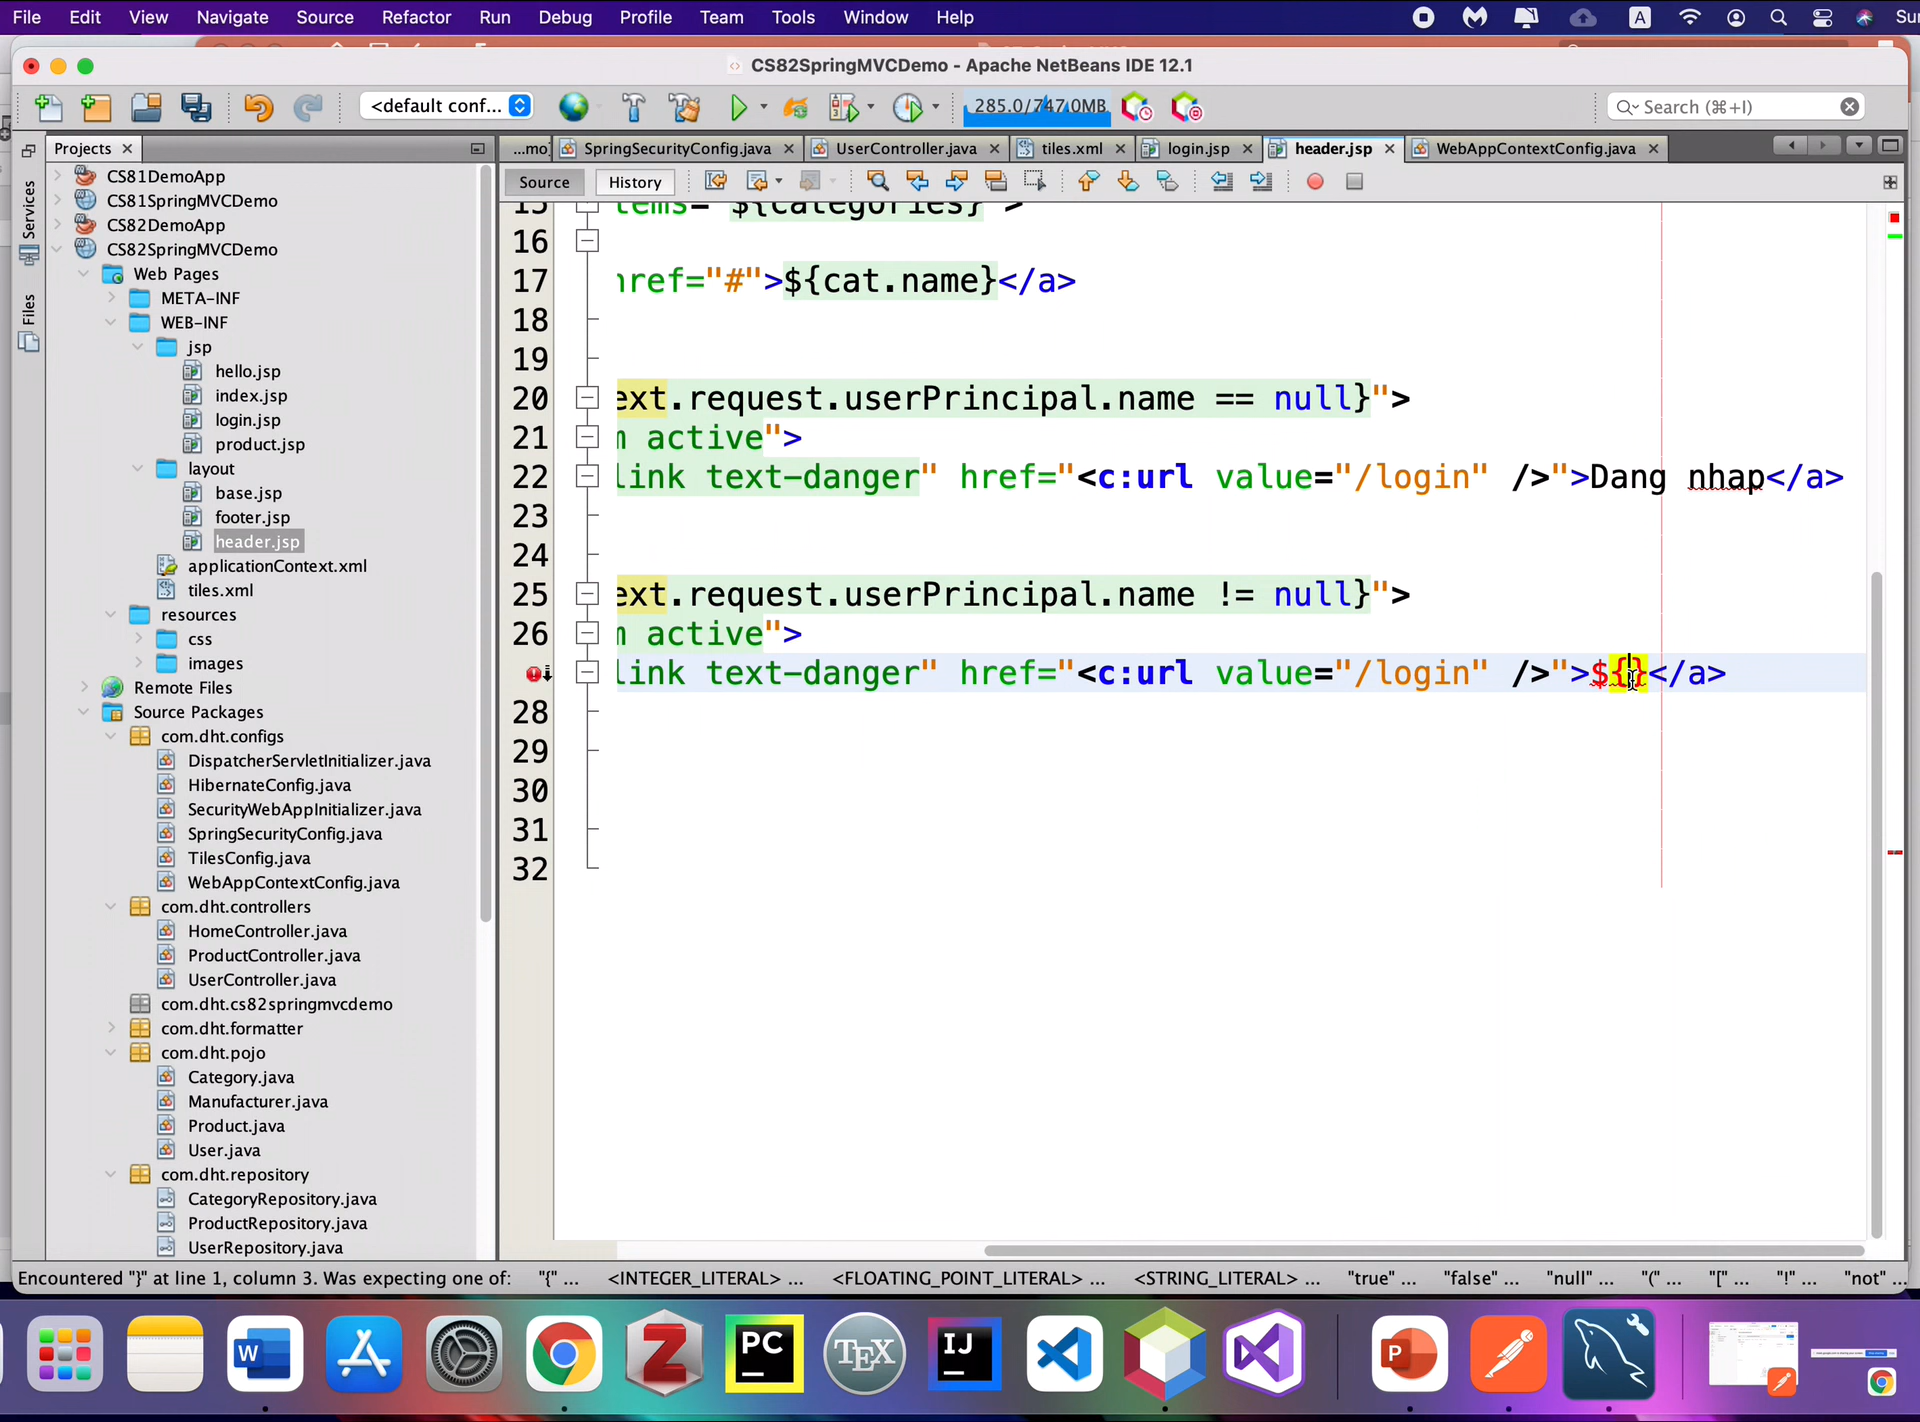 File Edit View Navigate Source Refactor Run Debug Profile Team Tools Window Help A Su
CS82SpringMVCDemo - Apache NetBeans IDE 12.1
<default conf... 285.0/747.0MB Search (⌘+I)
Projects ...mo] SpringSecurityConfig.java UserController.java tiles.xml login.jsp header.jsp WebAppContextConfig.java
Source History
Services
Files
CS81DemoApp
CS81SpringMVCDemo
CS82DemoApp
CS82SpringMVCDemo
Web Pages
META-INF
WEB-INF
jsp
hello.jsp
index.jsp
login.jsp
product.jsp
layout
base.jsp
footer.jsp
header.jsp
applicationContext.xml
tiles.xml
resources
css
images
Remote Files
Source Packages
com.dht.configs
DispatcherServletInitializer.java
HibernateConfig.java
SecurityWebAppInitializer.java
SpringSecurityConfig.java
TilesConfig.java
WebAppContextConfig.java
com.dht.controllers
HomeController.java
ProductController.java
UserController.java
com.dht.cs82springmvcdemo
com.dht.formatter
com.dht.pojo
Category.java
Manufacturer.java
Product.java
User.java
com.dht.repository
CategoryRepository.java
ProductRepository.java
UserRepository.java
15 tems="${categories}">
16
17 href="#">${cat.name}</a>
18
19
20 ext.request.userPrincipal.name == null}">
21 m active">
22 link text-danger" href="<c:url value="/login" />">Dang nhap</a>
23
24
25 ext.request.userPrincipal.name != null}">
26 m active">
link text-danger" href="<c:url value="/login" />">${}</a>
28
29
30
31
32
Encountered "}" at line 1, column 3. Was expecting one of: "{" ... <INTEGER_LITERAL> ... <FLOATING_POINT_LITERAL> ... <STRING_LITERAL> ... "true" ... "false" ... "null" ... "(" ... "[" ... "!" ... "not" ...
W Z PC TEX IJ P